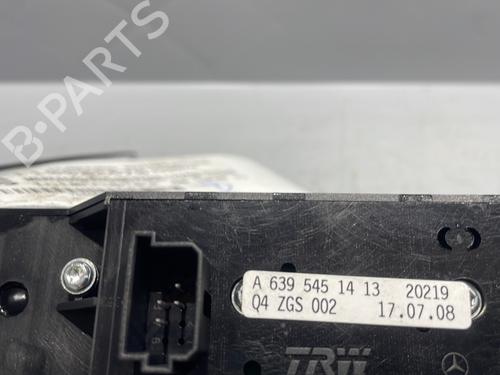 B-PARTS
A 639 545 14 13 20219
Q4 ZGS 002 17.07.08
TRW